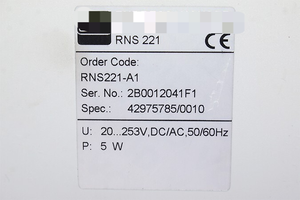 RNS 221
CE
Order Code:
RNS221-A1
Ser. No.: 2B0012041F1
Spec.: 42975785/0010
U: 20...253V,DC/AC,50/60Hz
P: 5 W